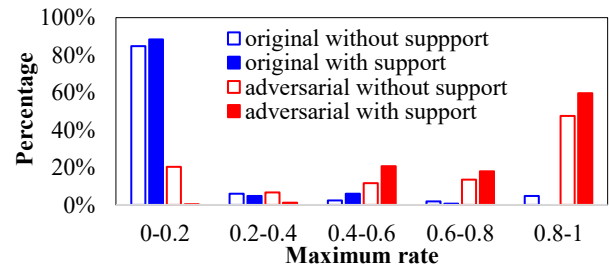 100%
80%
60%
40%
20%
0%
Percentage
original without suppport
original with support
adversarial without support
adversarial with support
0-0.2 0.2-0.4 0.4-0.6 0.6-0.8 0.8-1
Maximum rate